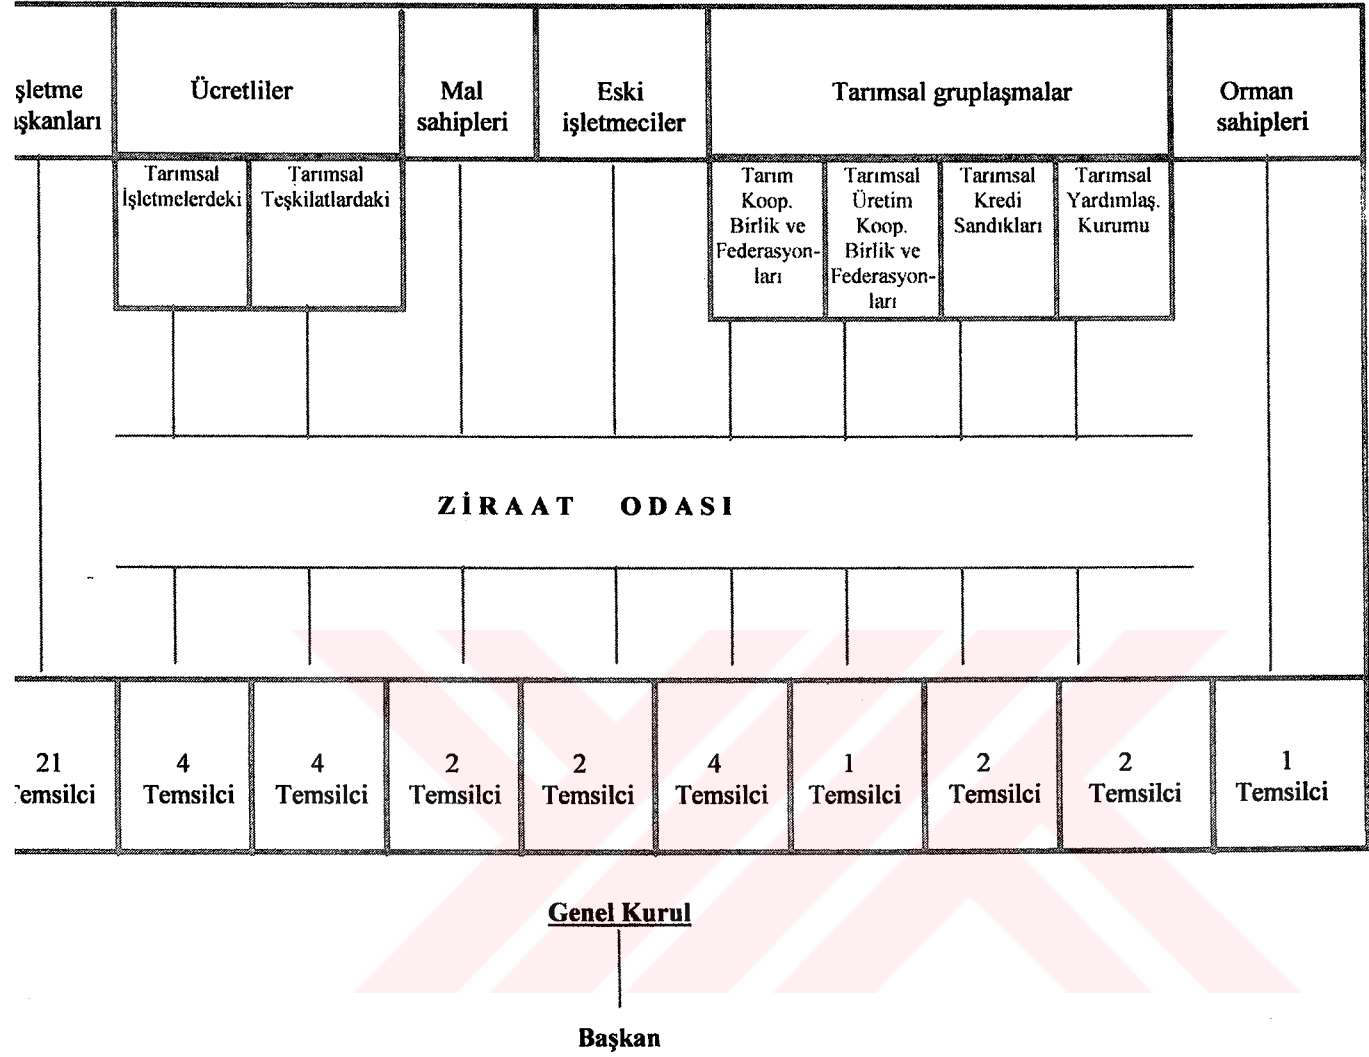 şletme
Ücretliler
Mal
Eski
Tarımsal gruplaşmalar
Orman
şkanları
sahipleri
işletmeciler
sahipleri
Tarımsal
İşletmelerdeki
Tarımsal
Teşkilatlardaki
Tarım
Koop.
Birlik ve
Federasyon-
ları
Tarımsal
Üretim
Koop.
Birlik ve
Federasyon-
ları
Tarımsal
Kredi
Sandıkları
Tarımsal
Yardımlaş.
Kurumu
ZİRAAT ODASI
21
emsilci
4
Temsilci
4
Temsilci
2
Temsilci
2
Temsilci
4
Temsilci
1
Temsilci
2
Temsilci
2
Temsilci
1
Temsilci
Genel Kurul
Başkan